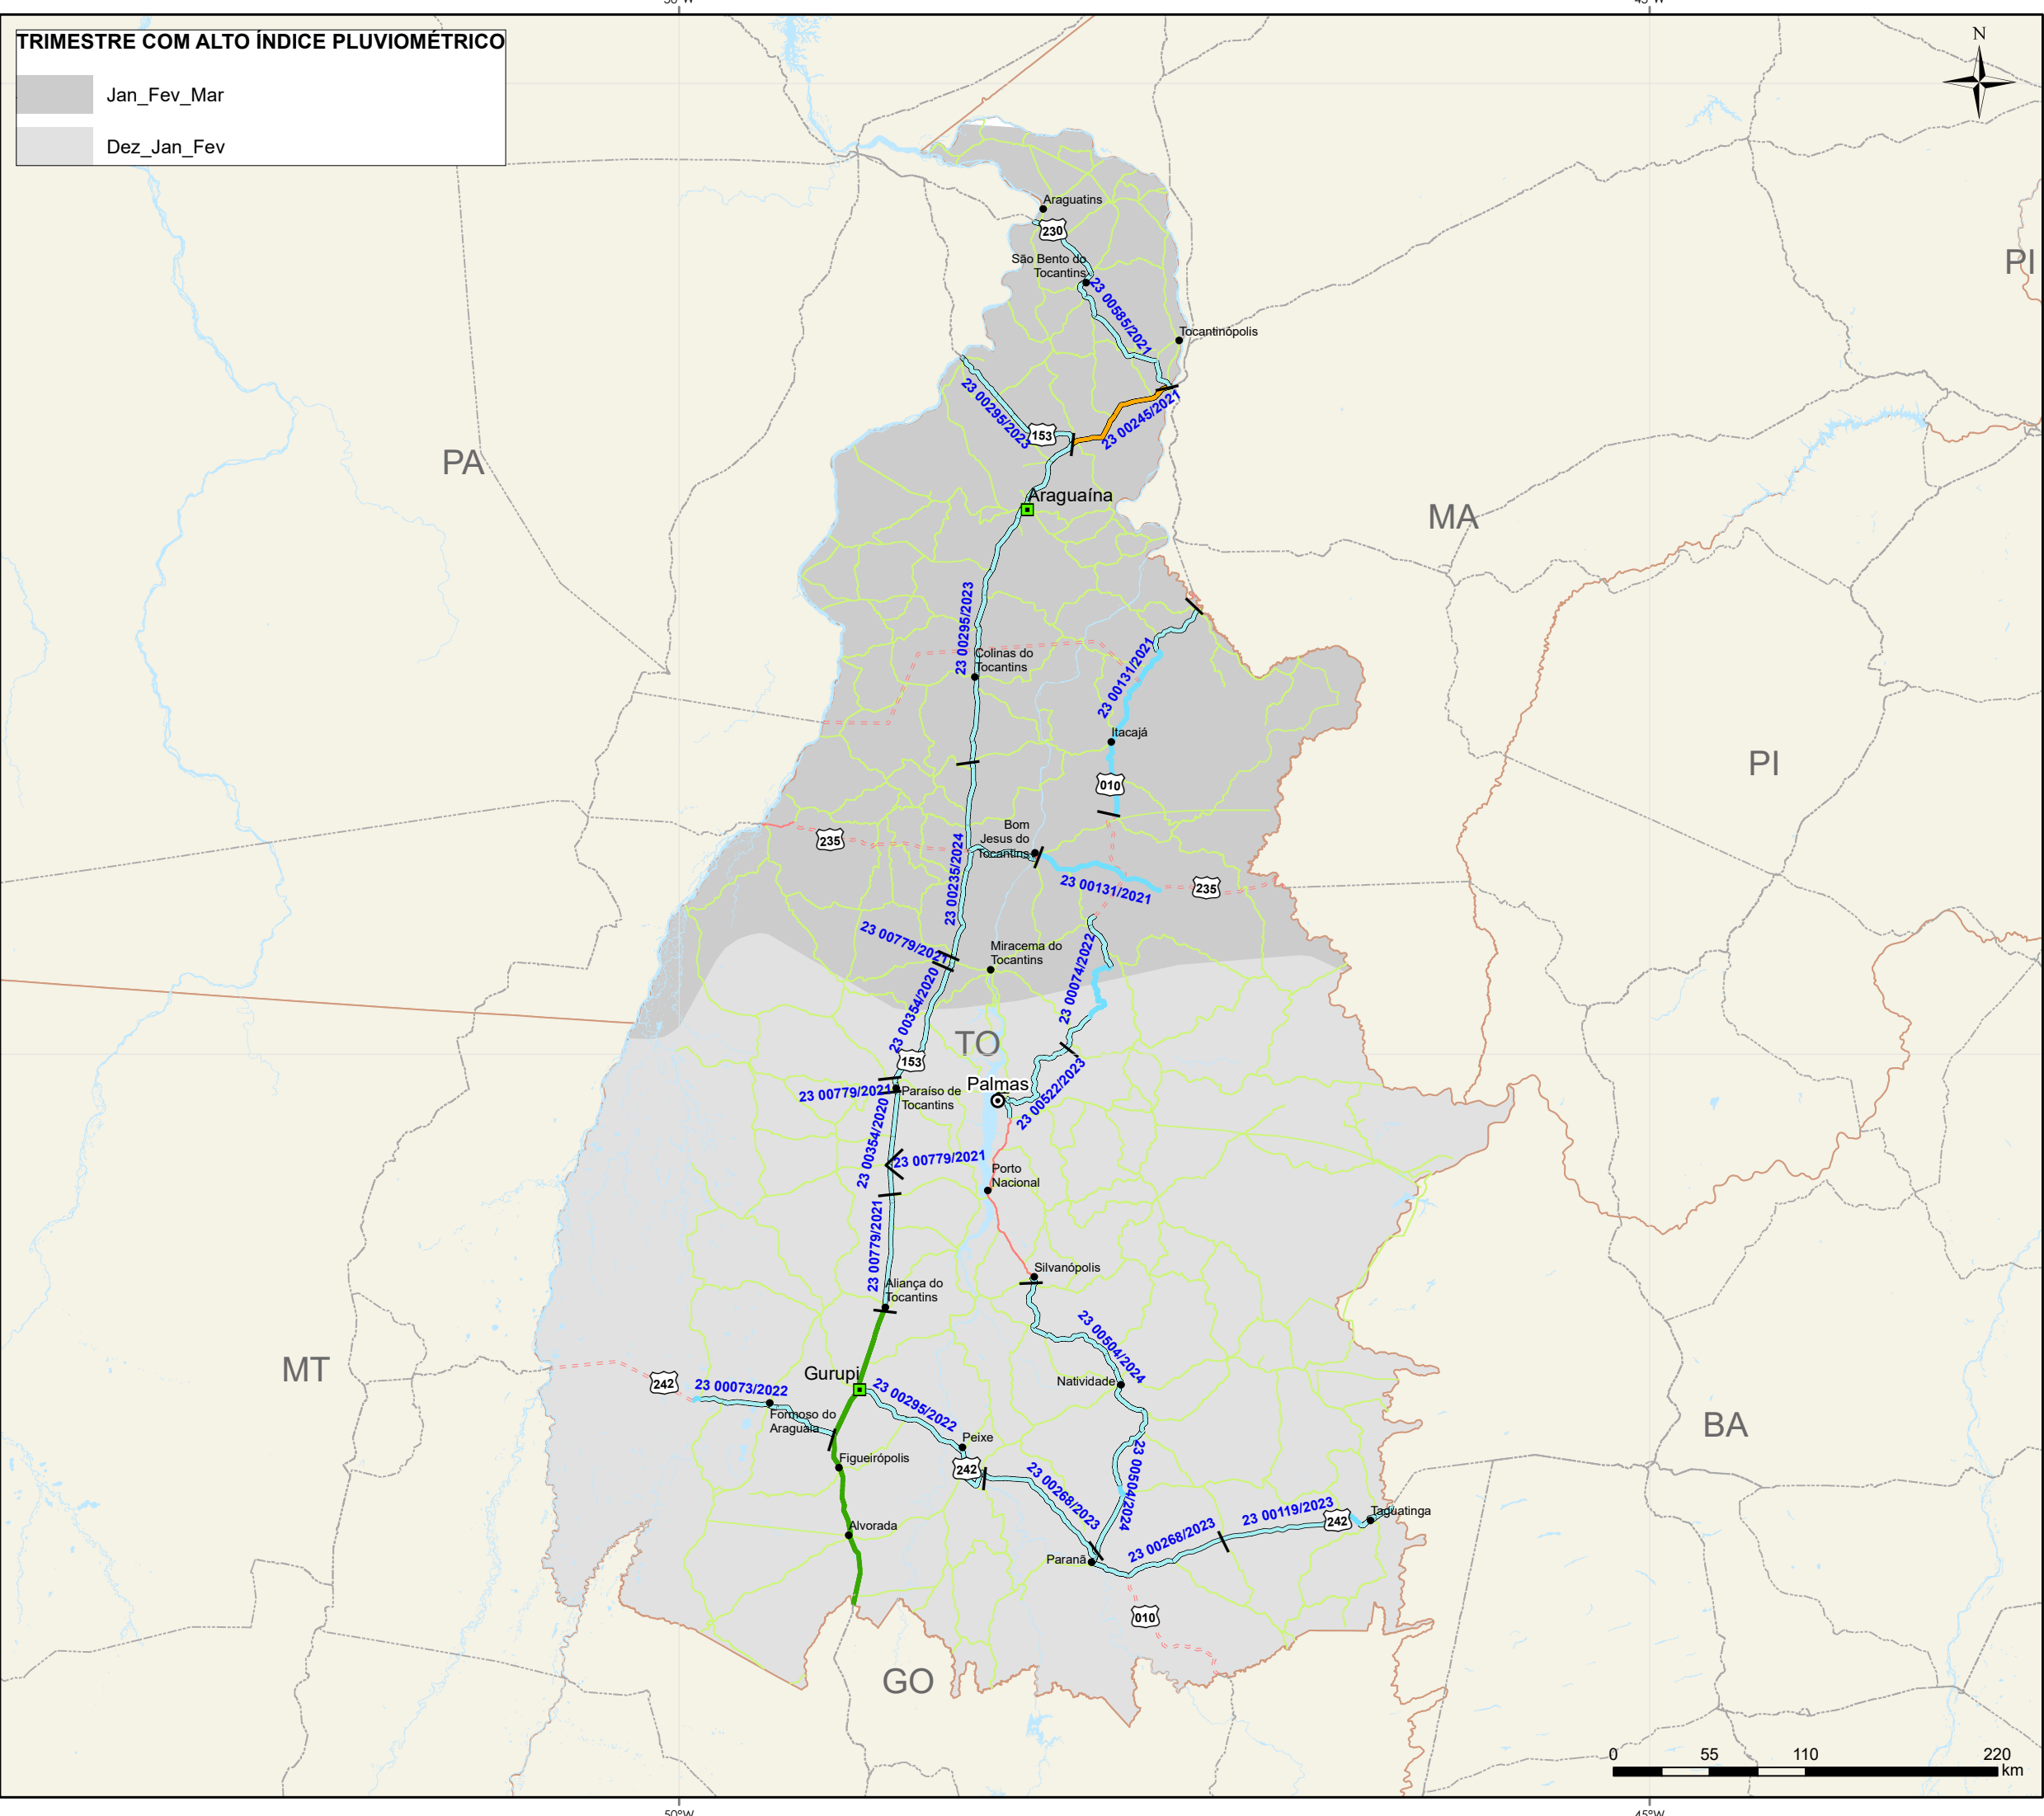 TRIMESTRE COM ALTO ÍNDICE PLUVIOMÉTRICO
Jan_Fev_Mar
Dez_Jan_Fev
N
Araguatins
230
São Bento do
Tocantins
23 00585/2021
Tocantinópolis
PI
23 00295/2023
153
23 00245/2021
PA
Araguaína
MA
23 00295/2023
Colinas do
Tocantins
23 00131/2021
Itacajá
010
PI
235
Bom
Jesus do
Tocantins
23 00235/2024
23 00131/2021
235
23 00779/2021
Miracema do
Tocantins
23 00074/2022
23 00354/2020
TO
153
Palmas
23 00522/2023
23 00779/2021
Paraíso de
Tocantins
23 00354/2020
23 00779/2021
Porto
Nacional
23 00779/2021
Silvanópolis
Aliança do
Tocantins
23 00504/2024
MT
Gurupi
242
23 00073/2022
23 00295/2022
Natividade
Formoso do
Araguaia
BA
Peixe
Figueirópolis
242
23 00268/2023
23 00504/2024
Alvorada
23 00119/2023
242
Taguatinga
23 00268/2023
Paranã
010
GO
0
55
110
220
km
50°W
45°W